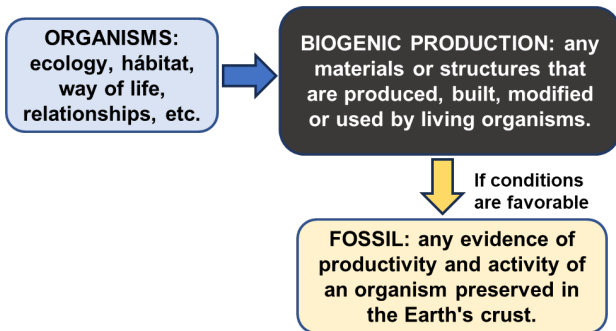 ORGANISMS:
ecology, hábitat,
way of life,
relationships, etc.
BIOGENIC PRODUCTION: any
materials or structures that
are produced, built, modified
or used by living organisms.
If conditions
are favorable
FOSSIL: any evidence of
productivity and activity of
an organism preserved in
the Earth's crust.